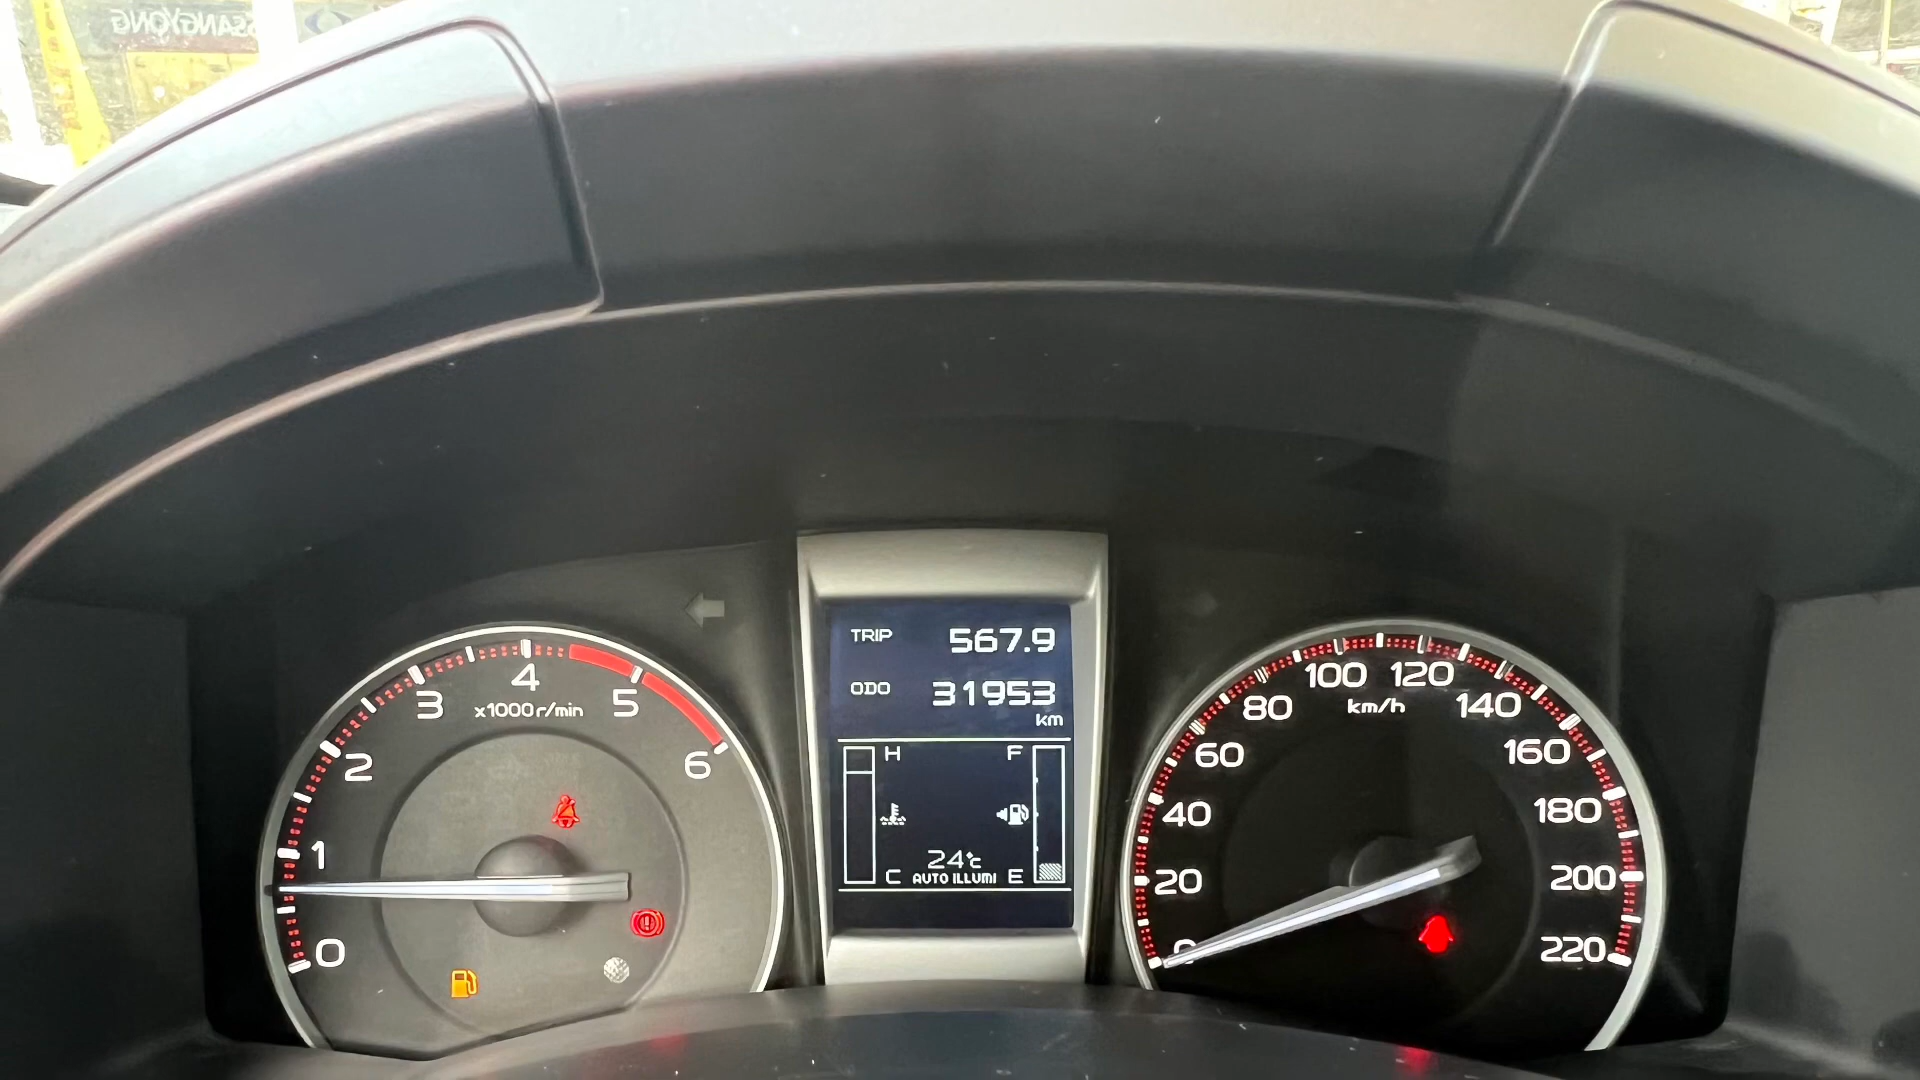 SSANGYONG
TRIP 567.9
ODO 31953
km
H F
C E
24°c
AUTO ILLUMI
0 1 2 3 4 5 6
x1000r/min
0 20 40 60 80 100 120 140 160 180 200 220
km/h